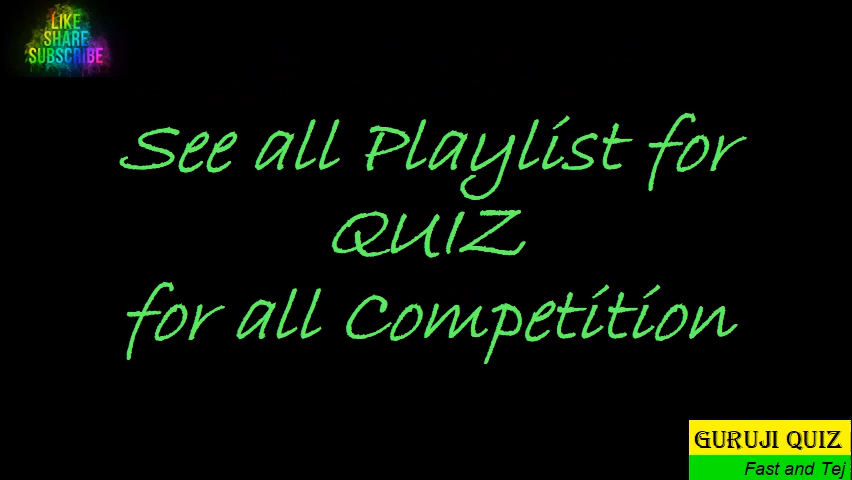 LIKE
SHARE
SUBSCRIBE
See all Playlist for
QUIZ
for all Competition
GURUJI QUIZ
Fast and Tej